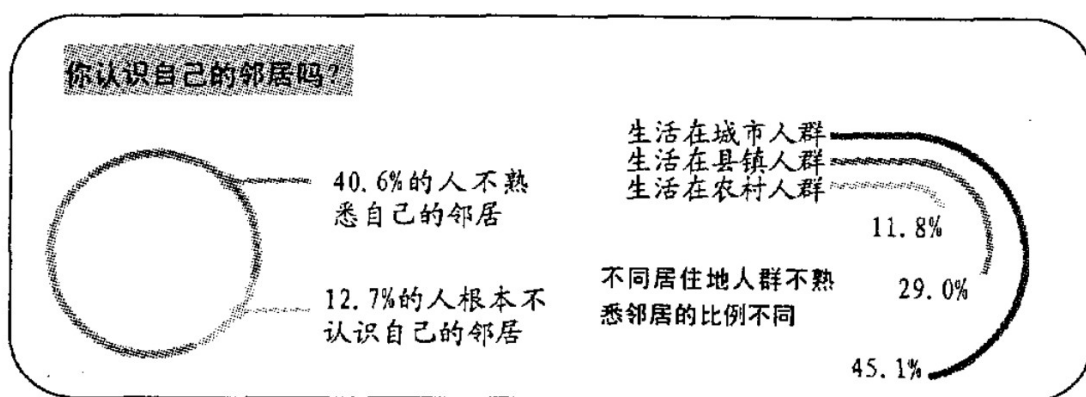 你认识自己的邻居吗?
40.6%的人不熟
悉自己的邻居
12.7%的人根本不
认识自己的邻居
生活在城市人群
生活在县镇人群
生活在农村人群
11.8%
29.0%
不同居住地人群不熟
悉邻居的比例不同
45.1%